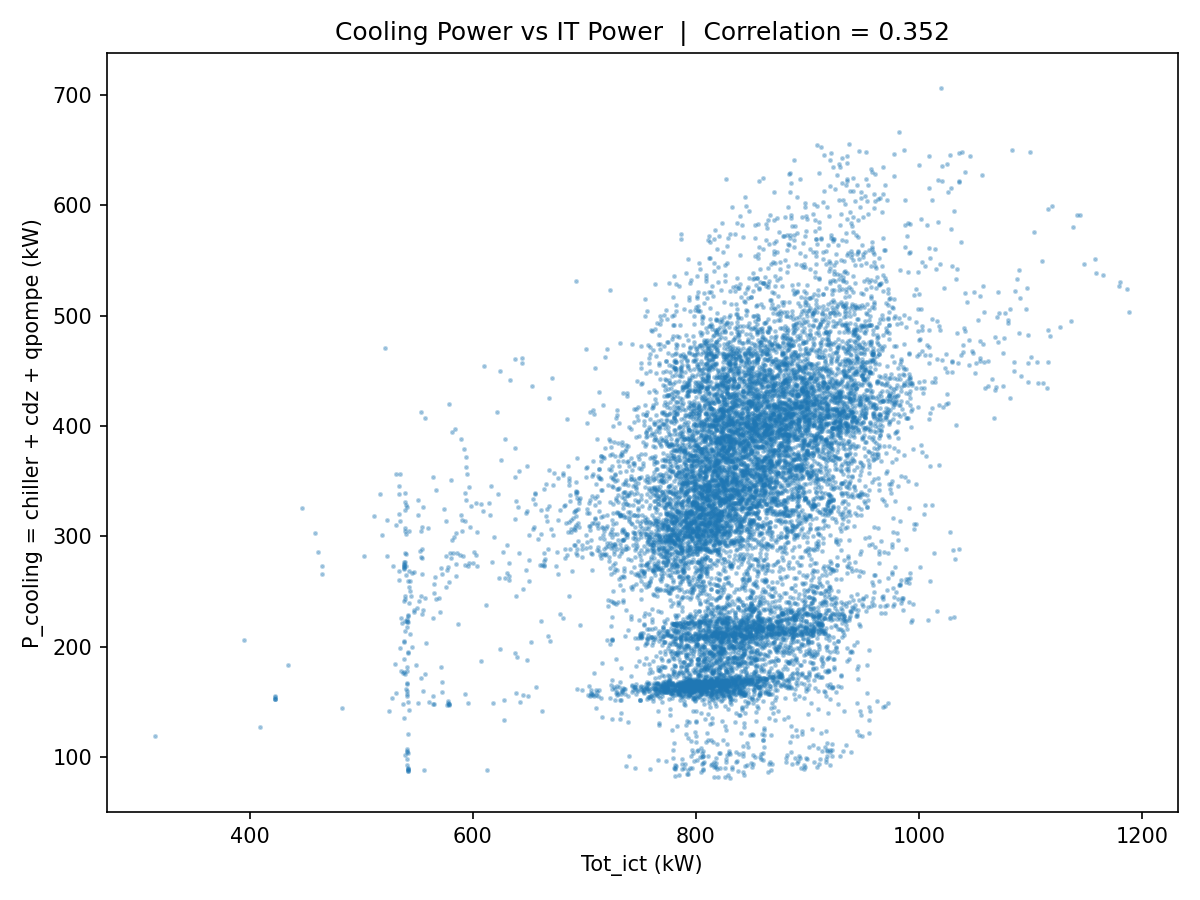 Cooling Power vs IT Power | Correlation = 0.352
P_cooling = chiller + cdz + qpompe (kW)
700
600
500
400
300
200
100
400 600 800 1000 1200
Tot_ict (kW)